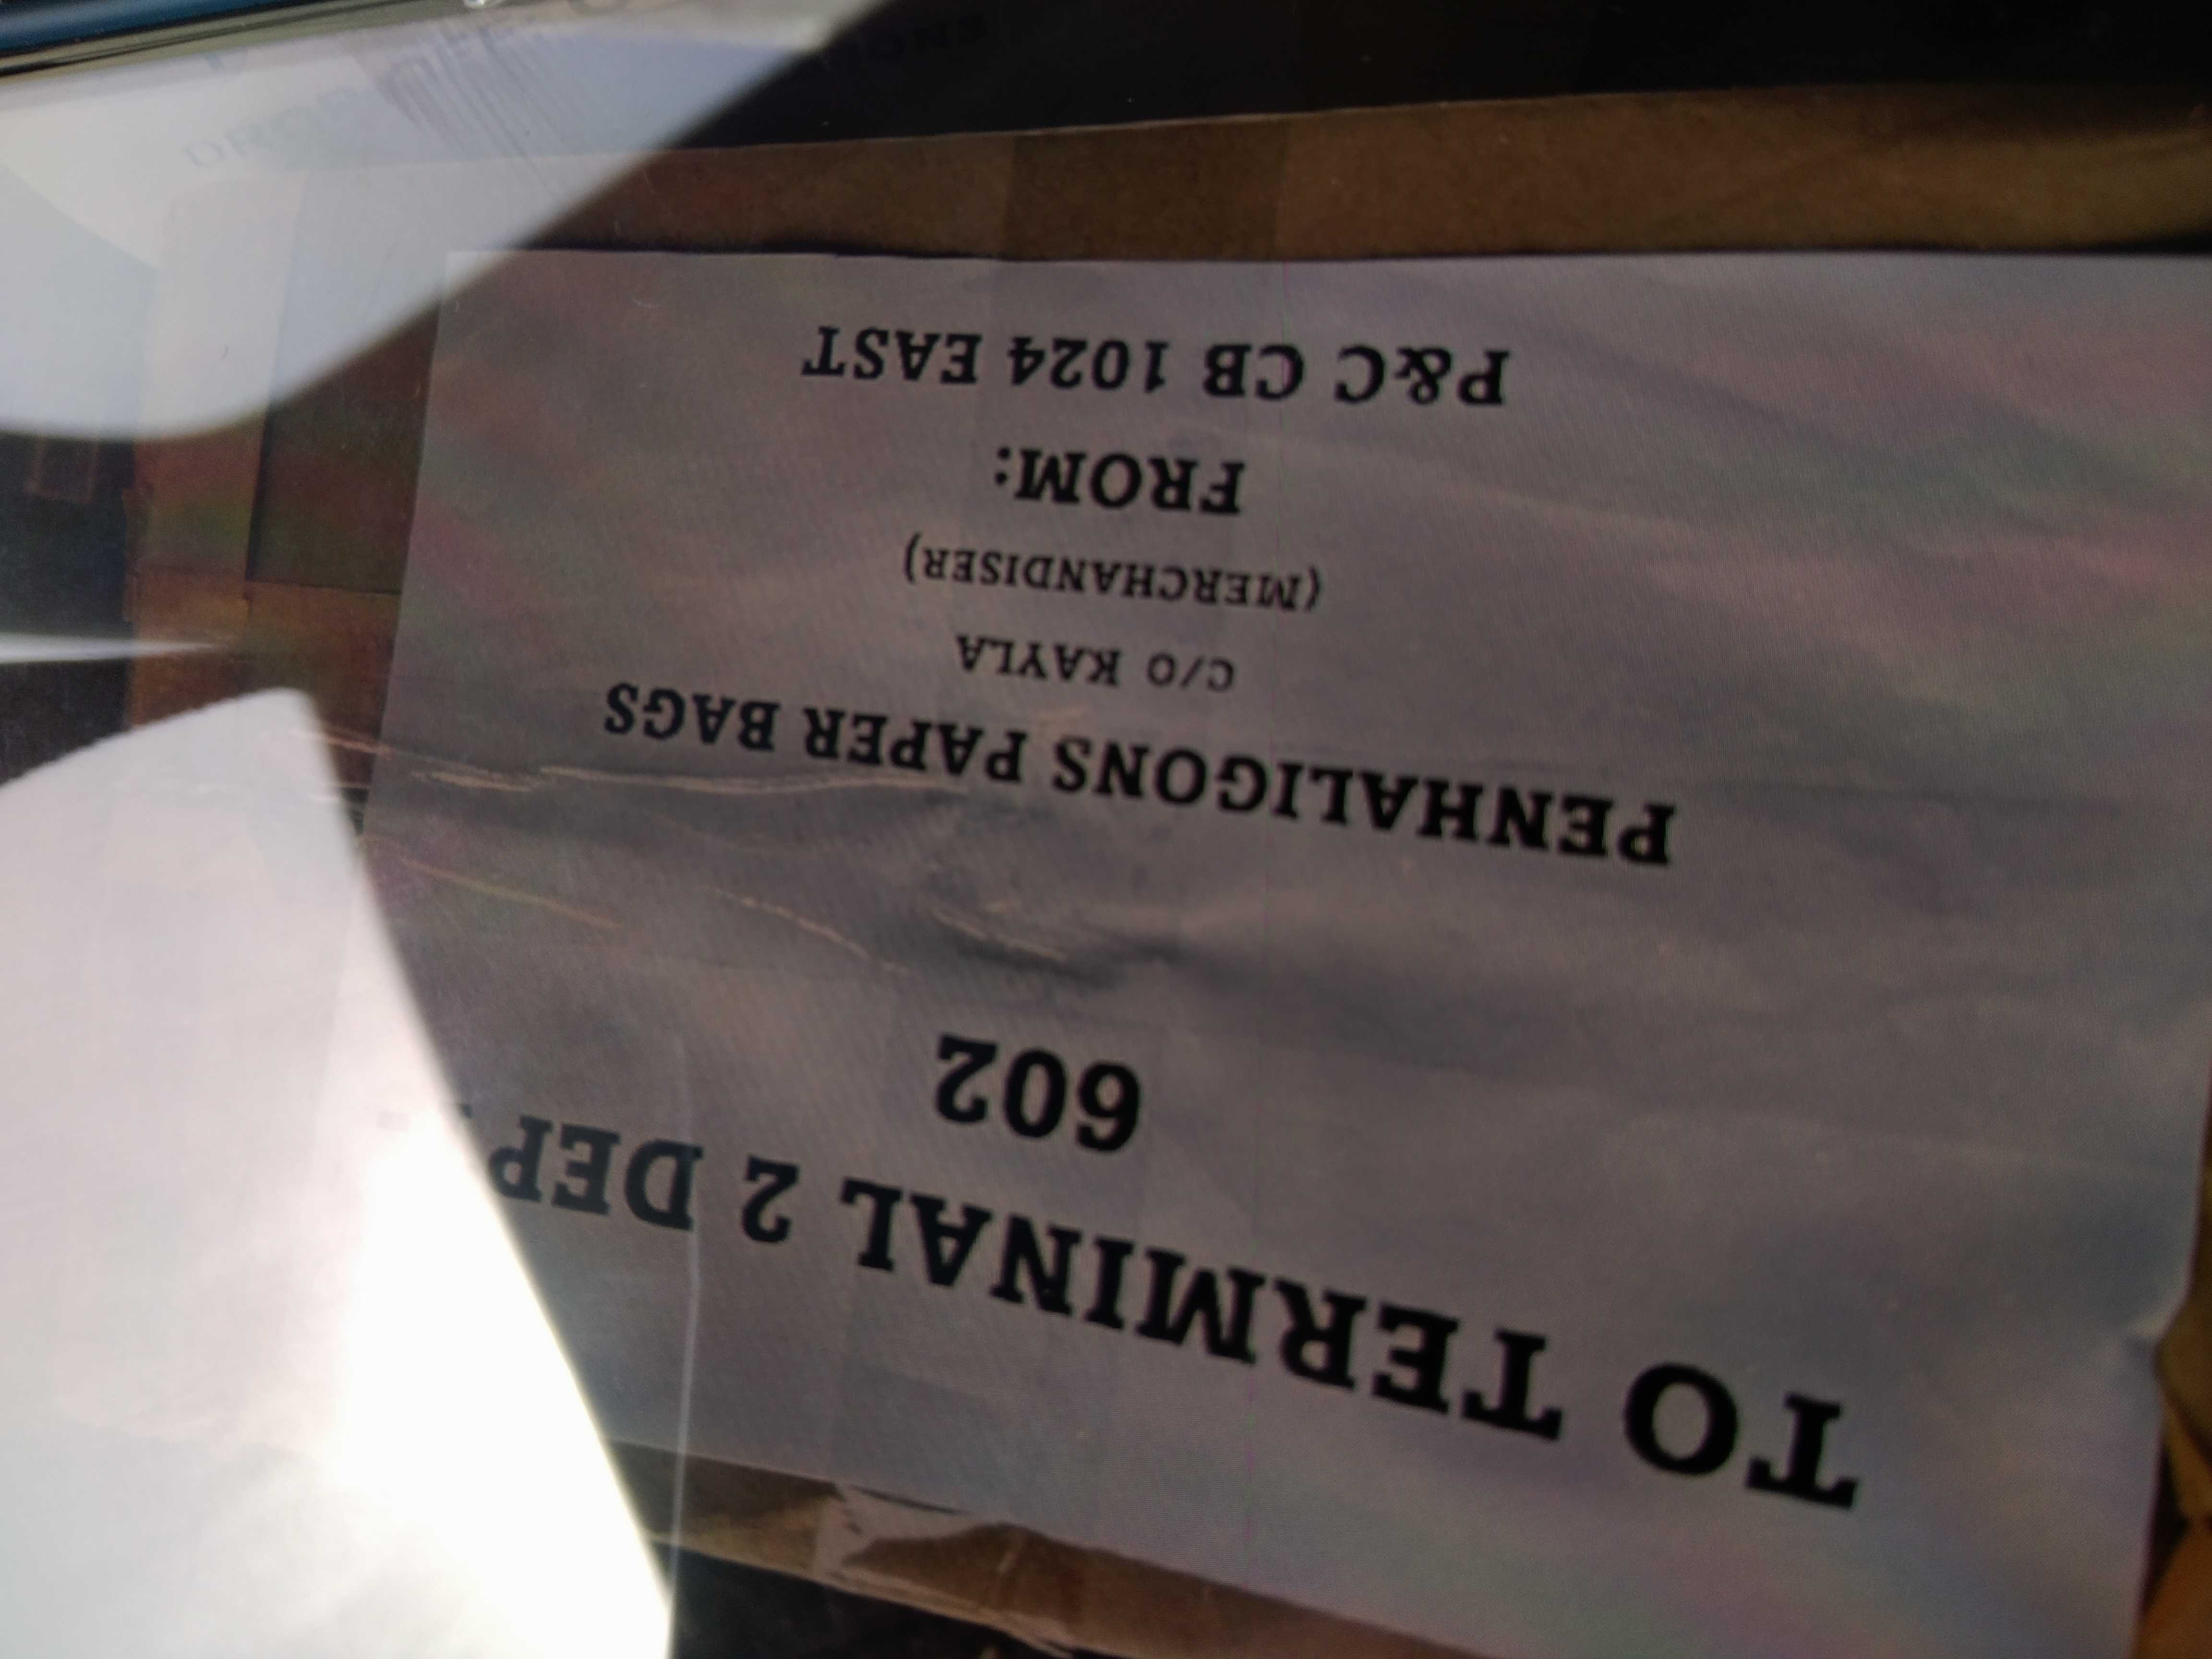 TO TERMINAL 2 DEP
602
PENHALIGONS PAPER BAGS
C/O KAYLA
(MERCHANDISER)
FROM:
P&C CB 1024 EAST